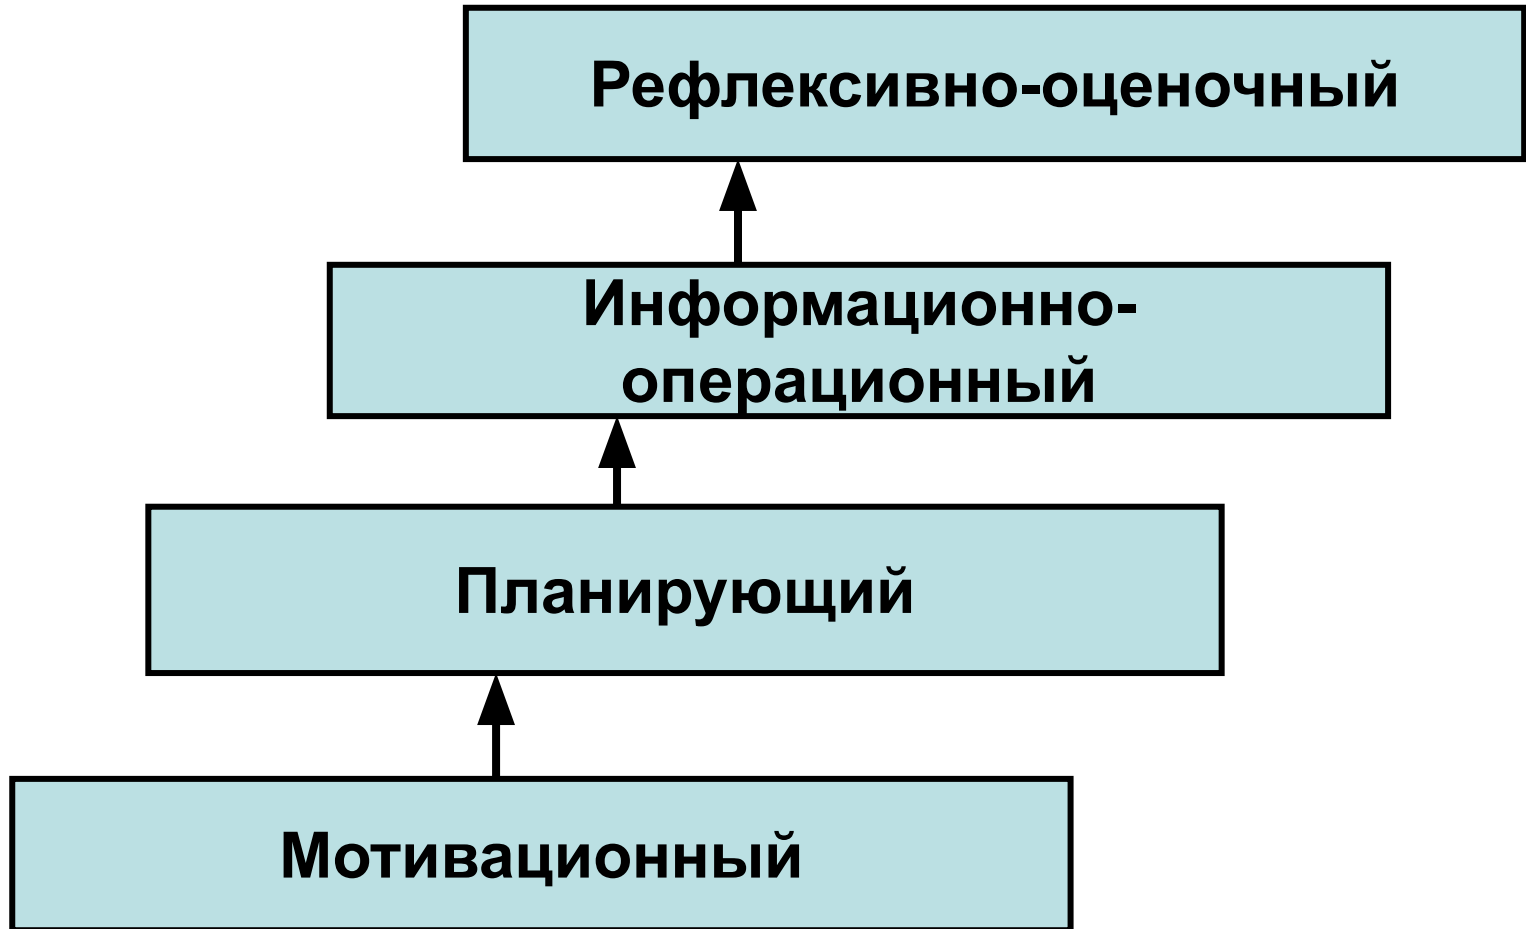 Рефлексивно-оценочный
Информационно-
операционный
Планирующий
Мотивационный